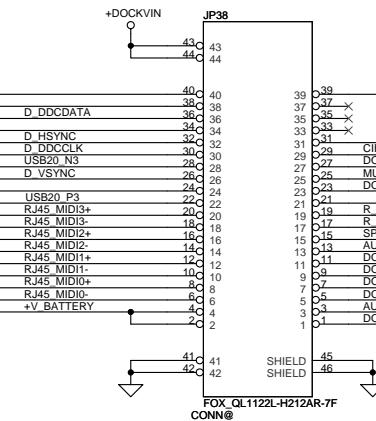 +DOCKVIN
JP38
43 43
44 44
40 40 39 39
38 38 37 37
D_DDCDATA 36 36 35 35
34 34 33 33
D_HSYNC 32 32 31 31
D_DDCCLK 30 30 29 29
USB20_N3 28 28 27 27
D_VSYNC 26 26 25 25
24 24 23 23
USB20_P3 22 22 21 21
RJ45_MIDI3+ 20 20 19 19
RJ45_MIDI3- 18 18 17 17
RJ45_MIDI2+ 16 16 15 15
RJ45_MIDI2- 14 14 13 13
RJ45_MIDI1+ 12 12 11 11
RJ45_MIDI1- 10 10 9 9
RJ45_MIDI0+ 8 8 7 7
RJ45_MIDI0- 6 6 5 5
+V_BATTERY 4 4 3 3
2 2 1 1
41 41 SHIELD 45
42 42 SHIELD 46
FOX_QL1122L-H212AR-7F
CONN@